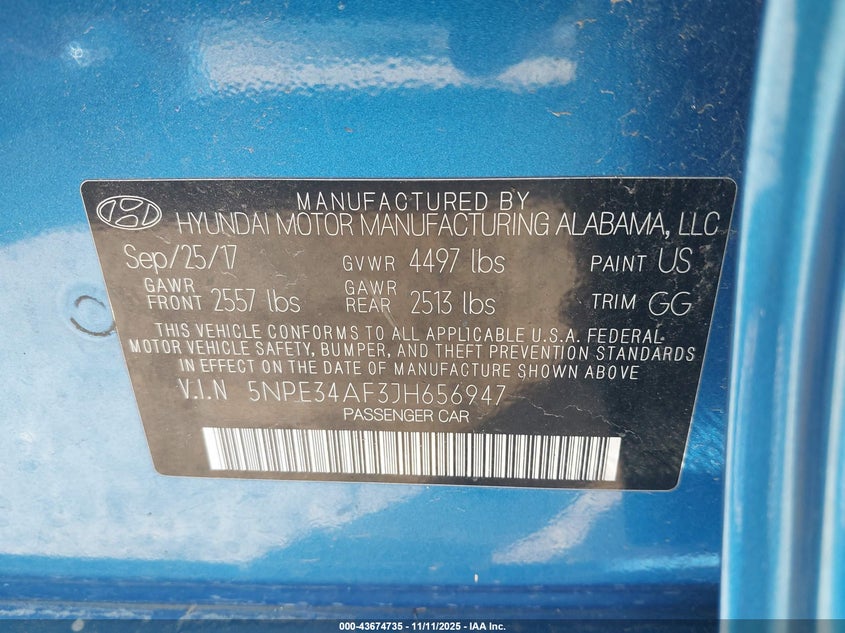 MANUFACTURED BY
HYUNDAI MOTOR MANUFACTURING ALABAMA, LLC
Sep/25/17 GVWR 4497 lbs PAINT US
GAWR FRONT 2557 lbs GAWR REAR 2513 lbs TRIM GG
THIS VEHICLE CONFORMS TO ALL APPLICABLE U.S.A. FEDERAL
MOTOR VEHICLE SAFETY, BUMPER, AND THEFT PREVENTION STANDARDS
IN EFFECT ON THE DATE OF MANUFACTURE SHOWN ABOVE
V.I.N 5NPE34AF3JH656947
PASSENGER CAR
000-43674735 - 11/11/2025 - IAA Inc.